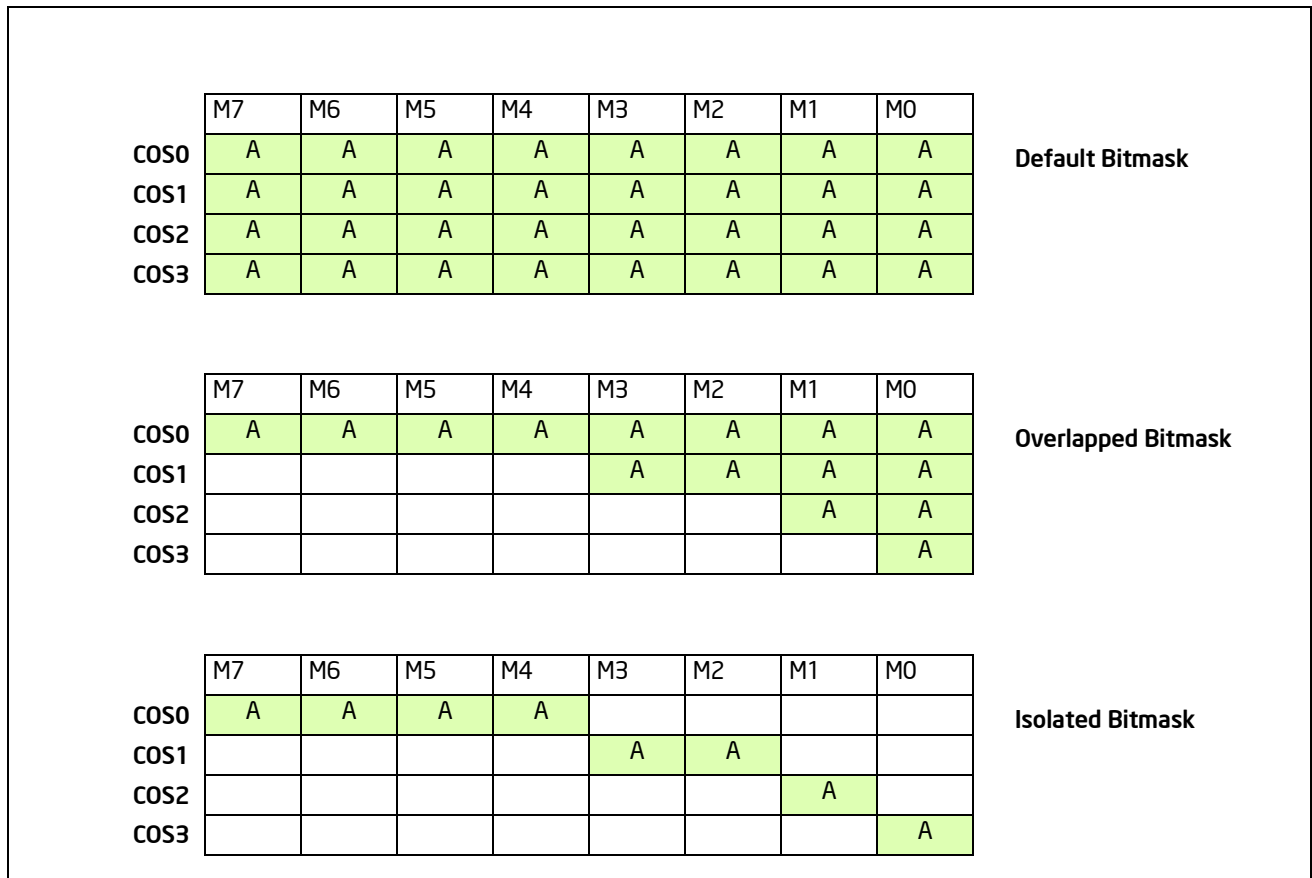 M7 M6 M5 M4 M3 M2 M1 M0
COS0 A A A A A A A A Default Bitmask
COS1 A A A A A A A A
COS2 A A A A A A A A
COS3 A A A A A A A A
M7 M6 M5 M4 M3 M2 M1 M0
COS0 A A A A A A A A Overlapped Bitmask
COS1 A A A A
COS2 A A
COS3 A
M7 M6 M5 M4 M3 M2 M1 M0
COS0 A A A A Isolated Bitmask
COS1 A A
COS2 A
COS3 A